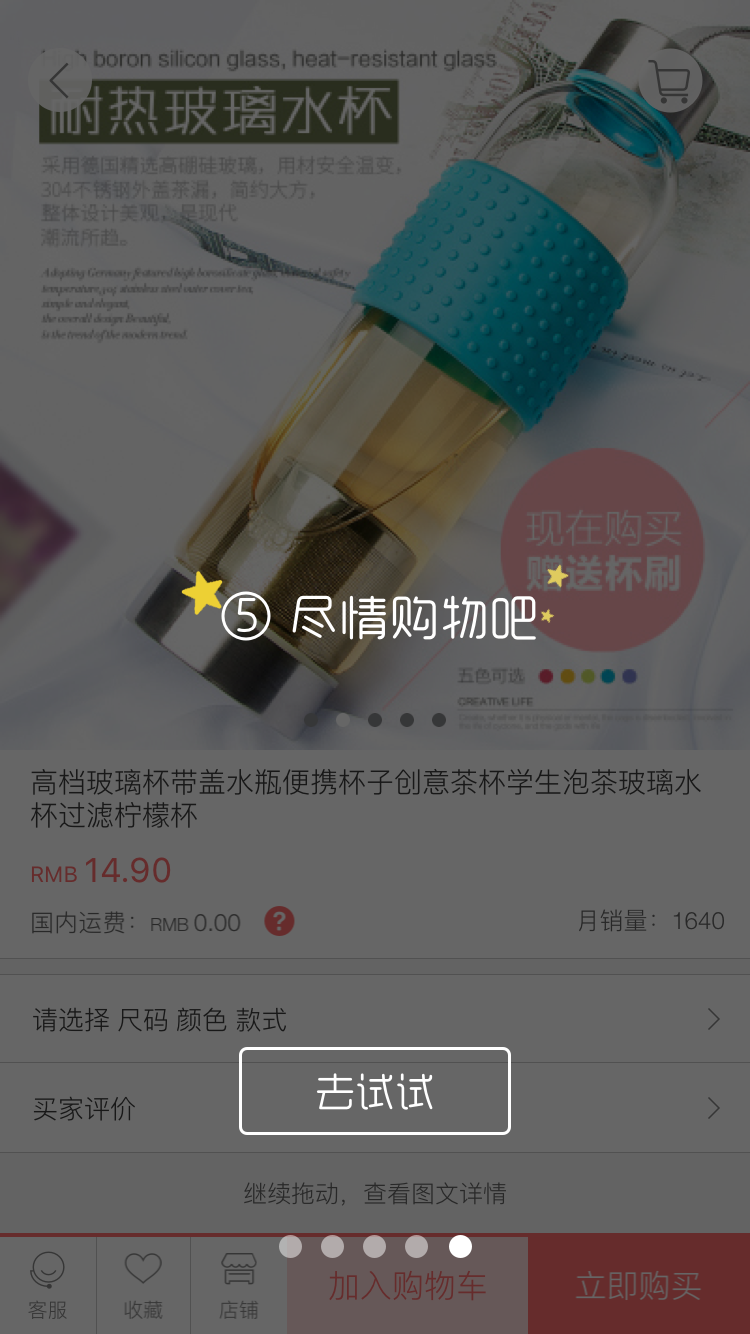 boron silicon glass, heat-resistant glass
耐热玻璃水杯
采用德国精选高硼硅玻璃，用材安全温变，
304不锈钢外盖茶漏，简约大方，
整体设计美观，是现代
潮流所趋。
Adopting Germany featured high borosilicate glass, material safety
temperature,304 stainless steel outer cover tea,
simple and elegant,
the overall design Beautiful,
is the trend of the modern trend.
现在购买
赠送杯刷
⑤ 尽情购物吧
五色可选
CREATIVE LIFE
高档玻璃杯带盖水瓶便携杯子创意茶杯学生泡茶玻璃水
杯过滤柠檬杯
RMB 14.90
国内运费： RMB 0.00 ?
月销量： 1640
请选择 尺码 颜色 款式
去试试
买家评价
继续拖动，查看图文详情
客服
收藏
店铺
加入购物车
立即购买